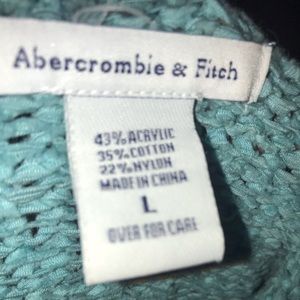 Abercrombie & Fitch
43% ACRYLIC
35% COTTON
22% NYLON
MADE IN CHINA
L
OVER FOR CARE